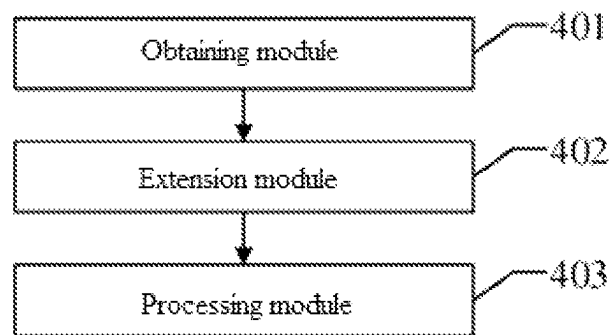 Obtaining module 401
Extension module 402
Processing module 403